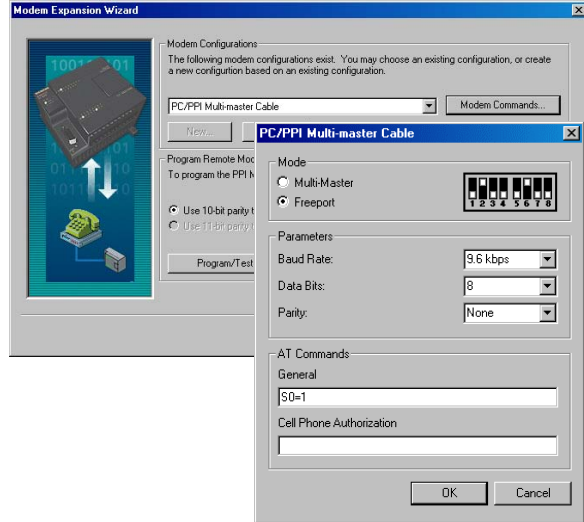 Modem Expansion Wizard
Modem Configurations
The following modem configurations exist. You may choose an existing configuration, or create
a new configurtion based on an existing configuration.
PC/PPI Multi-master Cable
Modem Commands...
New...
Program Remote Mod
To program the PPI M
Use 10-bit parity t
Use 11-bit parity t
Program/Test
PC/PPI Multi-master Cable
Mode
Multi-Master
Freeport
1 2 3 4 5 6 7 8
Parameters
Baud Rate:
9.6 kbps
Data Bits:
8
Parity:
None
AT Commands
General
S0=1
Cell Phone Authorization
OK
Cancel